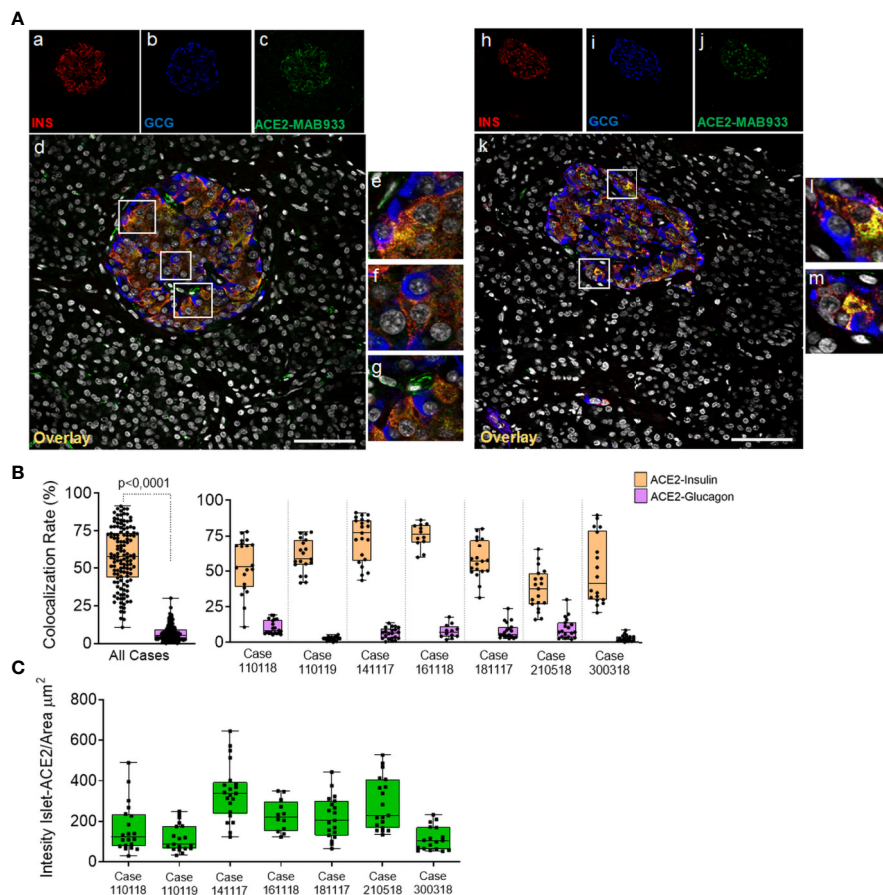 A
a b c
INS GCG ACE2-MAB933
h i j
INS GCG ACE2-MAB933
d
e
f
g
Overlay
k
l
m
Overlay
B
p<0,0001
ACE2-Insulin
ACE2-Glucagon
Colocalization Rate (%)
100
75
50
25
0
All Cases
100
75
50
25
0
Case Case Case Case Case Case Case
110118 110119 141117 161118 181117 210518 300318
C
Intesity Islet-ACE2/Area µm²
800
600
400
200
0
Case Case Case Case Case Case Case
110118 110119 141117 161118 181117 210518 300318